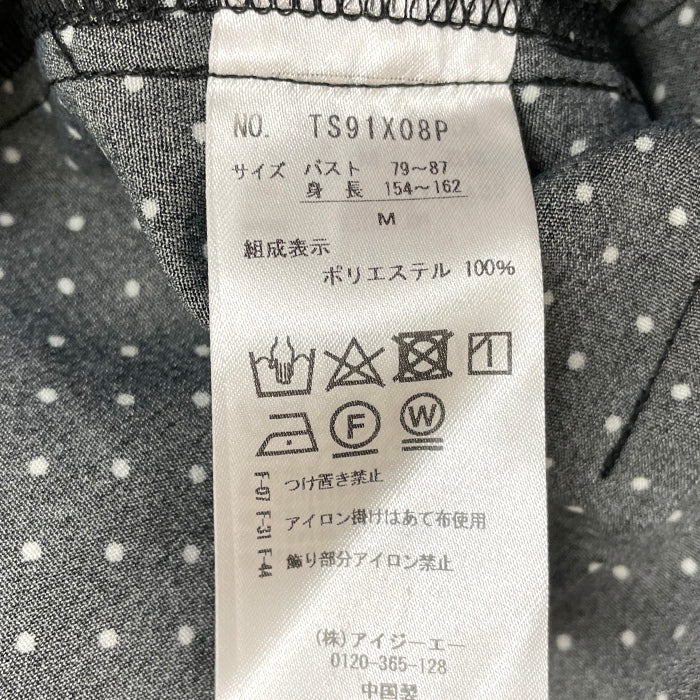 NO. TS91X08P
サイズ バスト 79～87
身 長 154～162
M
組成表示
ポリエステル 100%
F
W
F-01 つけ置き禁止
F-31 アイロン掛けはあて布使用
F-44 飾り部分アイロン禁止
(株)アイジーエー
0120-365-128
中国製